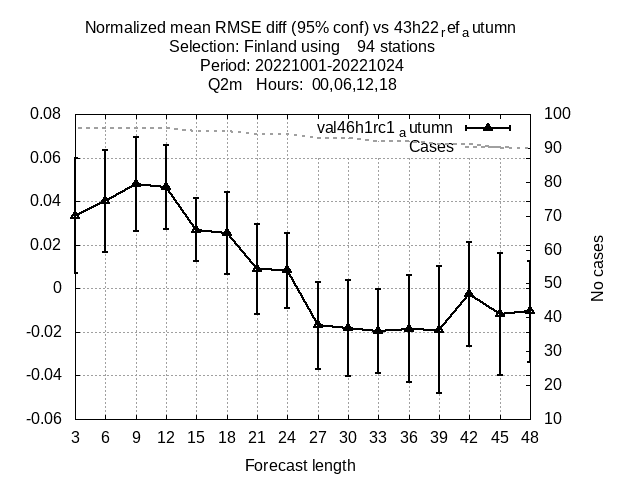 Normalized mean RMSE diff (95% conf) vs 43h22refautumn
Selection: Finland using    94 stations
Period: 20221001-20221024
Q2m   Hours:  00,06,12,18
0.08
0.06
0.04
0.02
0
-0.02
-0.04
-0.06
val46h1rc1autumn
Cases
100
90
80
70
60
50
40
30
20
10
No cases
3 6 9 12 15 18 21 24 27 30 33 36 39 42 45 48
Forecast length